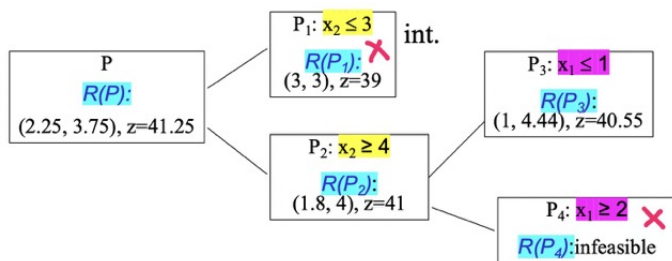 P
R(P):
(2.25, 3.75), z=41.25
P₁: x₂ ≤ 3
R(P₁):
(3, 3), z=39
int.
P₂: x₂ ≥ 4
R(P₂):
(1.8, 4), z=41
P₃: x₁ ≤ 1
R(P₃):
(1, 4.44), z=40.55
P₄: x₁ ≥ 2
R(P₄):infeasible